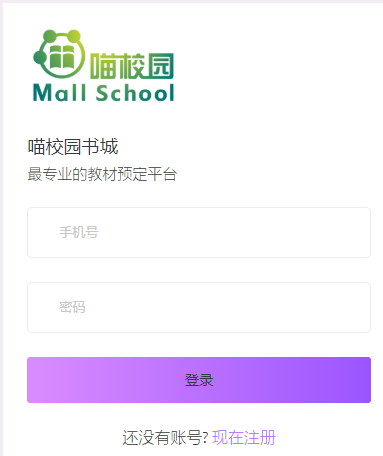 喵校园
Mall School
喵校园书城
最专业的教材预定平台
手机号
密码
登录
还没有账号? 现在注册